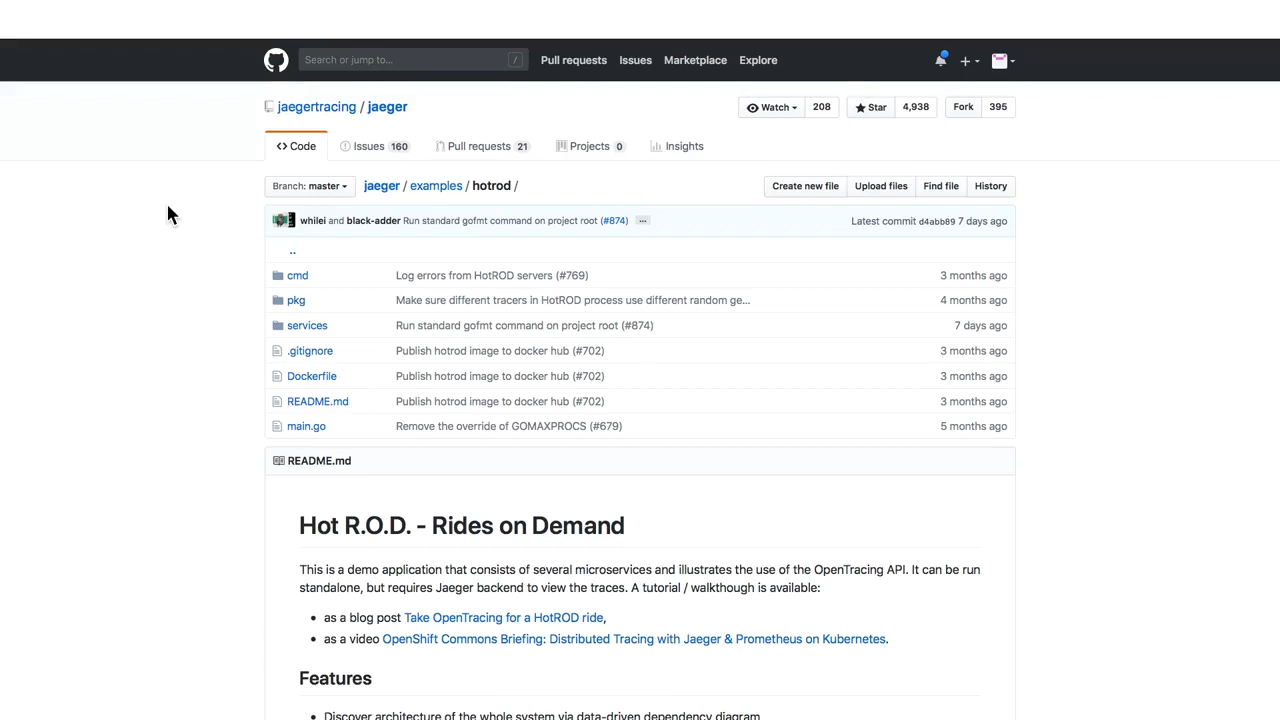 Search or jump to... / Pull requests Issues Marketplace Explore
jaegertracing / jaeger Watch 208 Star 4,938 Fork 395
<> Code Issues 160 Pull requests 21 Projects 0 Insights
Branch: master jaeger / examples / hotrod / Create new file Upload files Find file History
whilei and black-adder Run standard gofmt command on project root (#874) ... Latest commit d4abb89 7 days ago
..
cmd Log errors from HotROD servers (#769) 3 months ago
pkg Make sure different tracers in HotROD process use different random ge... 4 months ago
services Run standard gofmt command on project root (#874) 7 days ago
.gitignore Publish hotrod image to docker hub (#702) 3 months ago
Dockerfile Publish hotrod image to docker hub (#702) 3 months ago
README.md Publish hotrod image to docker hub (#702) 3 months ago
main.go Remove the override of GOMAXPROCS (#679) 5 months ago
README.md
Hot R.O.D. - Rides on Demand
This is a demo application that consists of several microservices and illustrates the use of the OpenTracing API. It can be run
standalone, but requires Jaeger backend to view the traces. A tutorial / walkthough is available:
• as a blog post Take OpenTracing for a HotROD ride,
• as a video OpenShift Commons Briefing: Distributed Tracing with Jaeger & Prometheus on Kubernetes.
Features
• Discover architecture of the whole system via data-driven dependency diagram